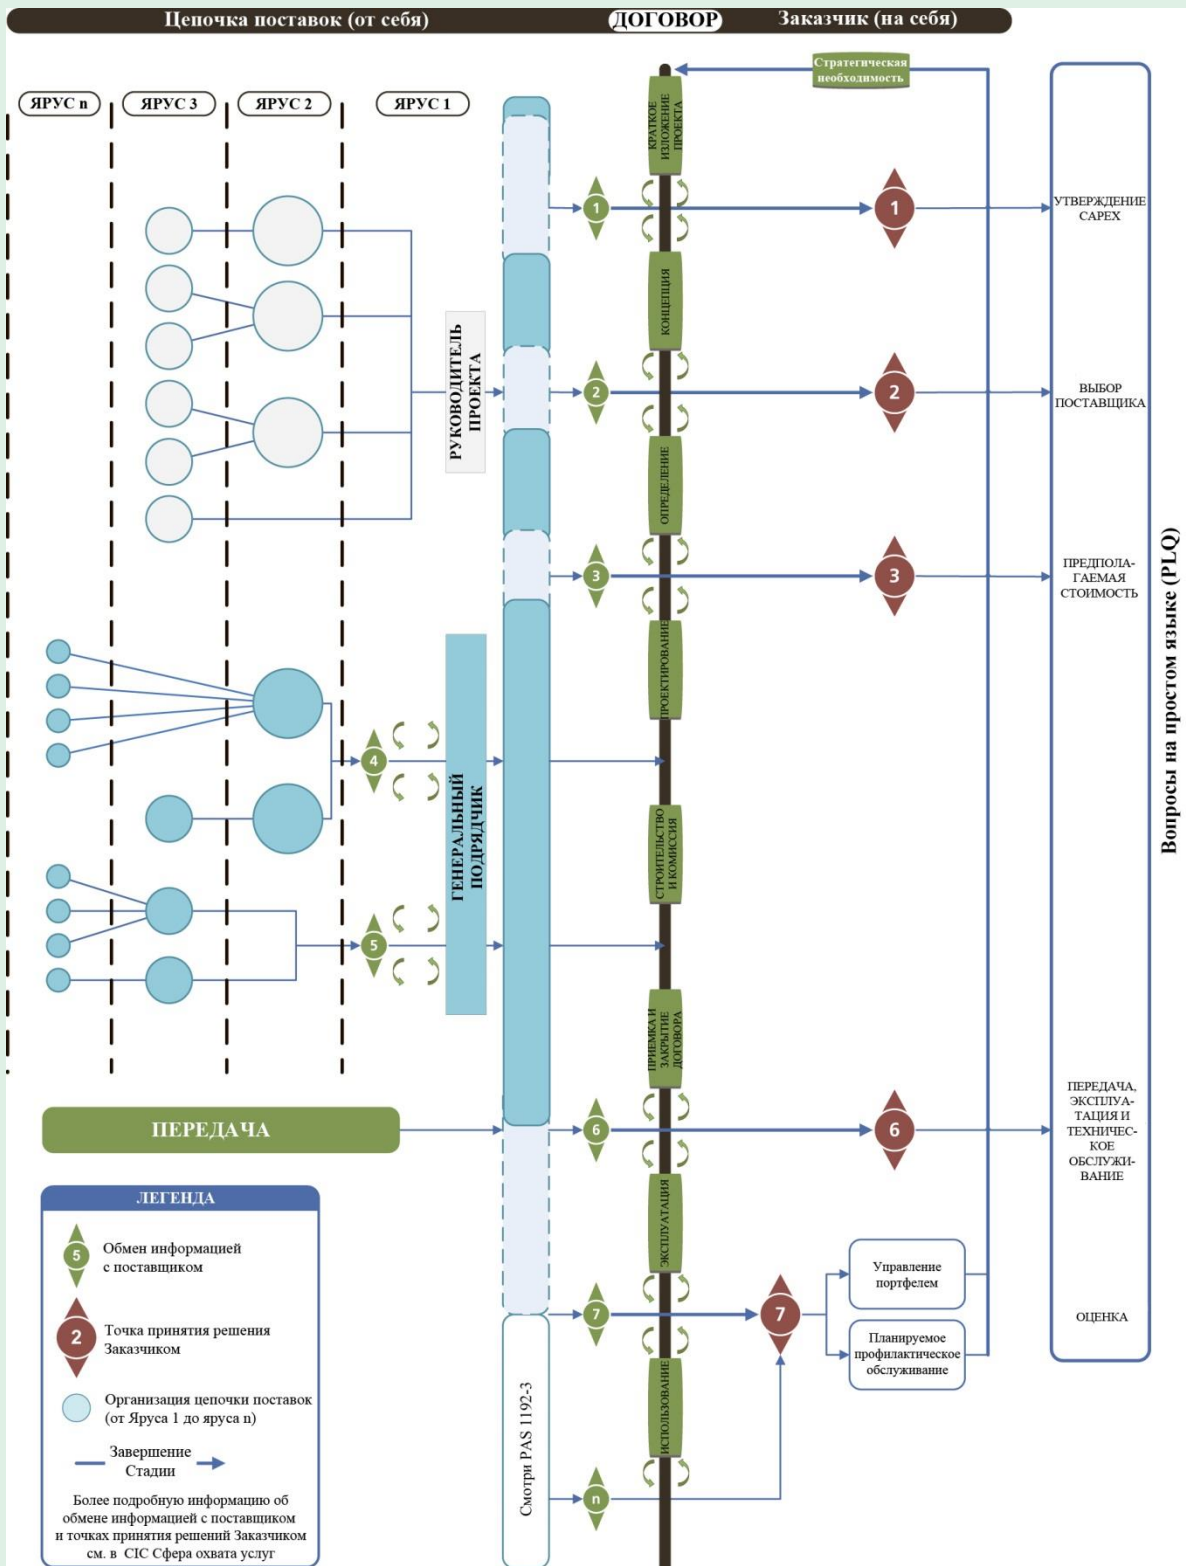 Цепочка поставок (от себя)
ДОГОВОР
Заказчик (на себя)
Стратегическая
необходимость
ЯРУС n
ЯРУС 3
ЯРУС 2
ЯРУС 1
КРАТКОЕ
ИЗЛОЖЕНИЕ
ПРОЕКТА
1
1
УТВЕРЖДЕНИЕ
CAPEX
КОНЦЕПЦИЯ
РУКОВОДИТЕЛЬ
ПРОЕКТА
2
2
ВЫБОР
ПОСТАВЩИКА
ОПРЕДЕЛЕНИЕ
3
3
ПРЕДПОЛА-
ГАЕМАЯ
СТОИМОСТЬ
Вопросы на простом языке (PLQ)
ПРОЕКТИРОВАНИЕ
4
ГЕНЕРАЛЬНЫЙ
ПОДРЯДЧИК
СТРОИТЕЛЬСТВО
И КОМИССИЯ
5
ПРИЕМКА И
ЗАКРЫТИЕ
ДОГОВОРА
ПЕРЕДАЧА
6
6
ПЕРЕДАЧА,
ЭКСПЛУА-
ТАЦИЯ И
ТЕХНИЧЕС-
КОЕ
ОБСЛУЖИ-
ВАНИЕ
ЭКСПЛУАТАЦИЯ
7
7
Управление
портфелем
Планируемое
профилактическое
обслуживание
ОЦЕНКА
ИСПОЛЬЗОВАНИЕ
Смотри PAS 1192-3
n
ЛЕГЕНДА
5
Обмен информацией
с поставщиком
2
Точка принятия решения
Заказчиком
Организация цепочки поставок
(от Яруса 1 до яруса n)
Завершение
Стадии
Более подробную информацию об
обмене информацией с поставщиком
и точках принятия решений Заказчиком
см. в CIC Сфера охвата услуг